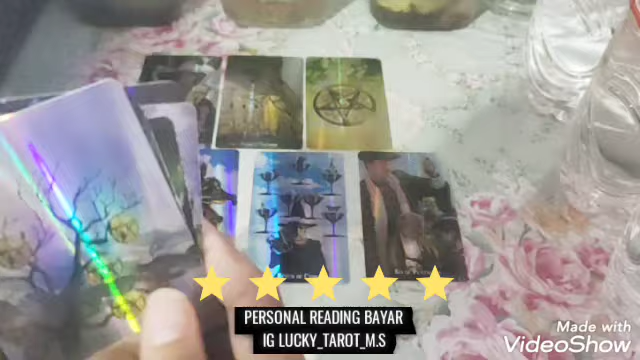 PERSONAL READING BAYAR
IG LUCKY_TAROT_M.S
Made with
VideoShow